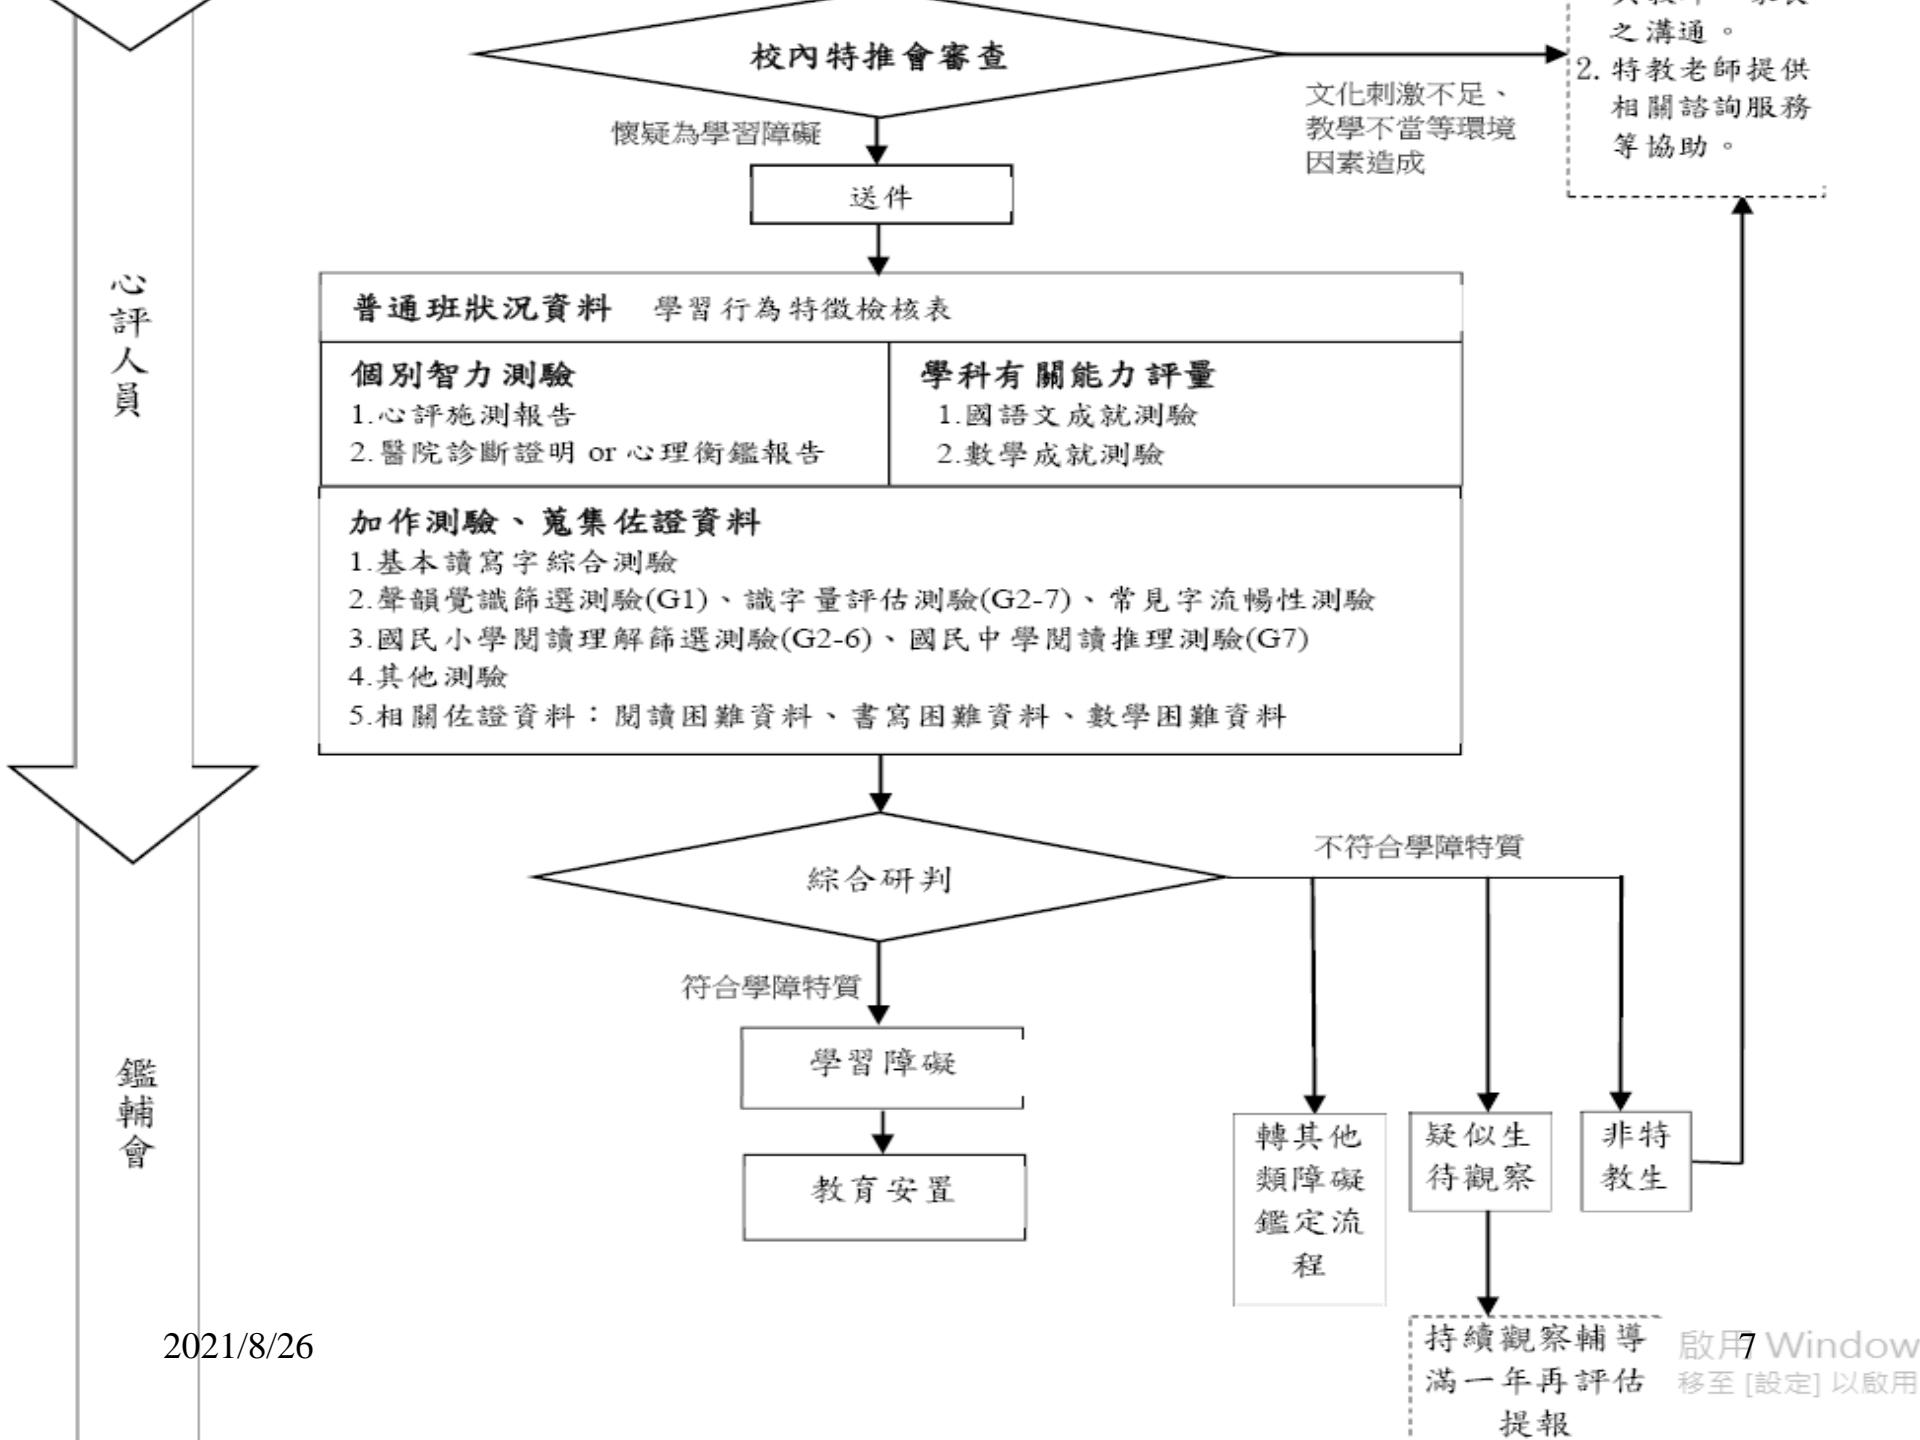 之溝通。
2. 特教老師提供
相關諮詢服務
等協助。
校內特推會審查
文化刺激不足、
教學不當等環境
因素造成
懷疑為學習障礙
送件
心評人員
普通班狀況資料 學習行為特徵檢核表
個別智力測驗
1.心評施測報告
2.醫院診斷證明 or 心理衡鑑報告
學科有關能力評量
1.國語文成就測驗
2.數學成就測驗
加作測驗、蒐集佐證資料
1.基本讀寫字綜合測驗
2.聲韻覺識篩選測驗(G1)、識字量評估測驗(G2-7)、常見字流暢性測驗
3.國民小學閱讀理解篩選測驗(G2-6)、國民中學閱讀推理測驗(G7)
4.其他測驗
5.相關佐證資料：閱讀困難資料、書寫困難資料、數學困難資料
綜合研判
不符合學障特質
符合學障特質
學習障礙
教育安置
鑑輔會
轉其他
類障礙
鑑定流
程
疑似生
待觀察
非特
教生
持續觀察輔導
滿一年再評估
提報
2021/8/26
7
啟用 Window
移至 [設定] 以啟用